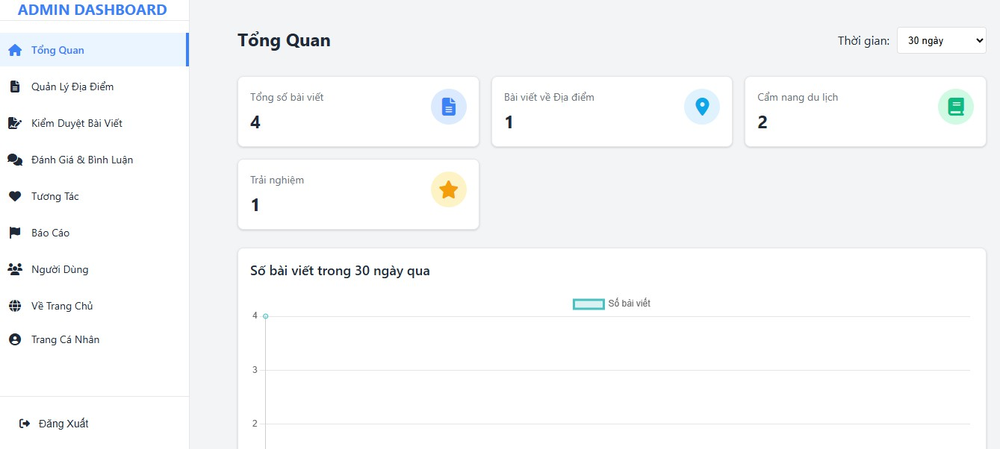 ADMIN DASHBOARD
Tổng Quan
Quản Lý Địa Điểm
Kiểm Duyệt Bài Viết
Đánh Giá & Bình Luận
Tương Tác
Báo Cáo
Người Dùng
Về Trang Chủ
Trang Cá Nhân
Đăng Xuất
Tổng Quan
Thời gian: 30 ngày
Tổng số bài viết
4
Bài viết về Địa điểm
1
Cẩm nang du lịch
2
Trải nghiệm
1
Số bài viết trong 30 ngày qua
Số bài viết
4
3
2